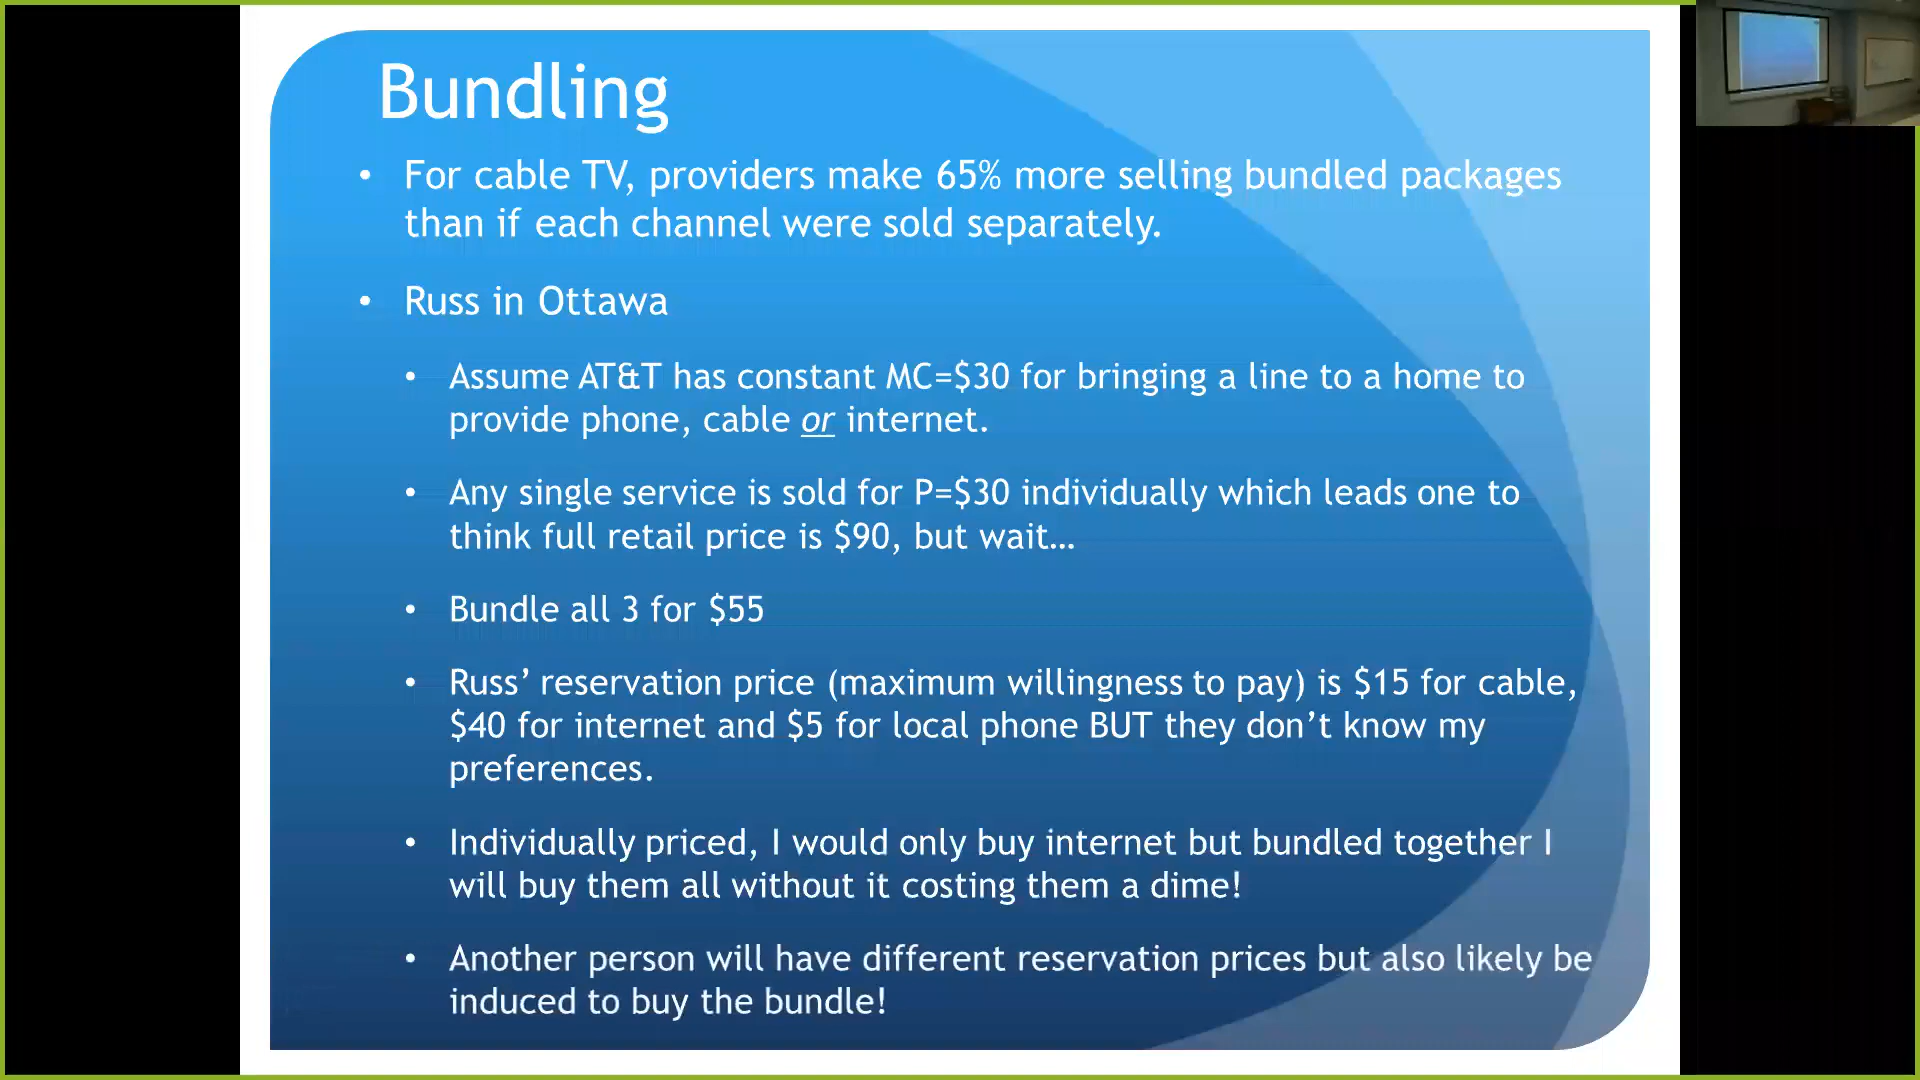 Bundling
• For cable TV, providers make 65% more selling bundled packages
than if each channel were sold separately.
• Russ in Ottawa
• Assume AT&T has constant MC=$30 for bringing a line to a home to
provide phone, cable or internet.
• Any single service is sold for P=$30 individually which leads one to
think full retail price is $90, but wait…
• Bundle all 3 for $55
• Russ’ reservation price (maximum willingness to pay) is $15 for cable,
$40 for internet and $5 for local phone BUT they don’t know my
preferences.
• Individually priced, I would only buy internet but bundled together I
will buy them all without it costing them a dime!
• Another person will have different reservation prices but also likely be
induced to buy the bundle!